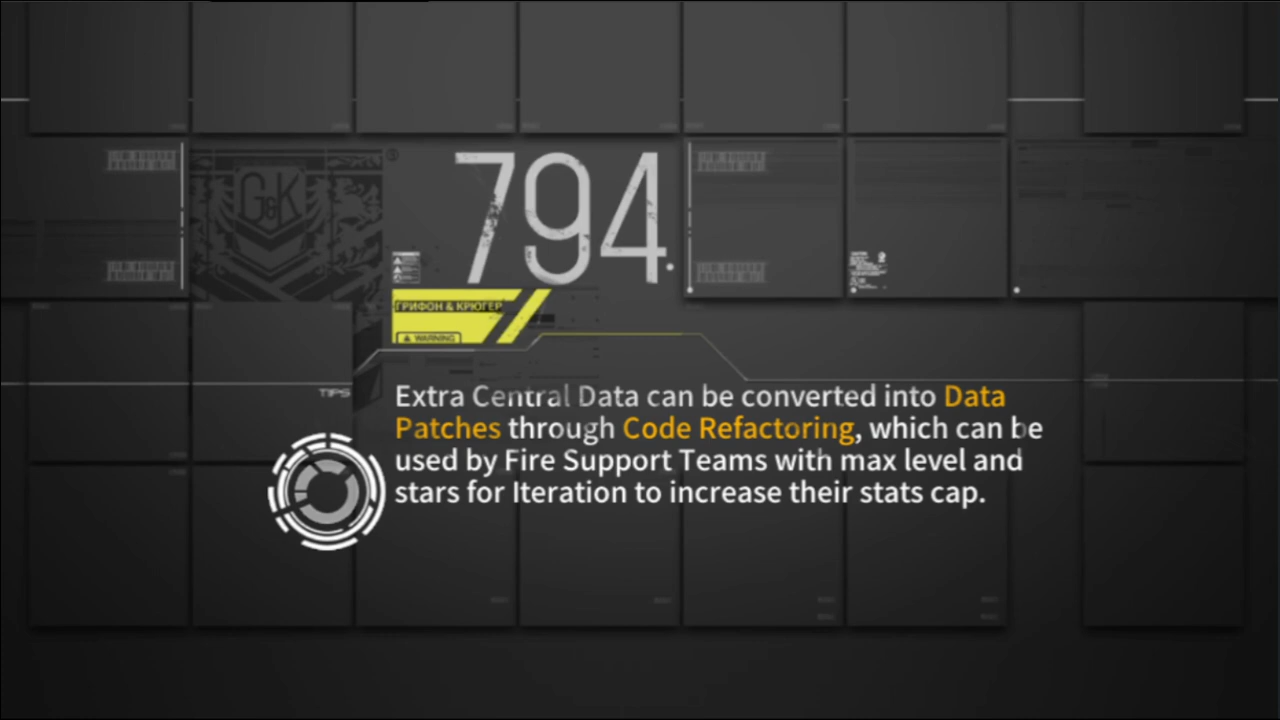 G&K
794.
ГРИФОН & КРЮГЕР
WARNING
TIPS
Extra Central Data can be converted into Data
Patches through Code Refactoring, which can be
used by Fire Support Teams with max level and
stars for Iteration to increase their stats cap.